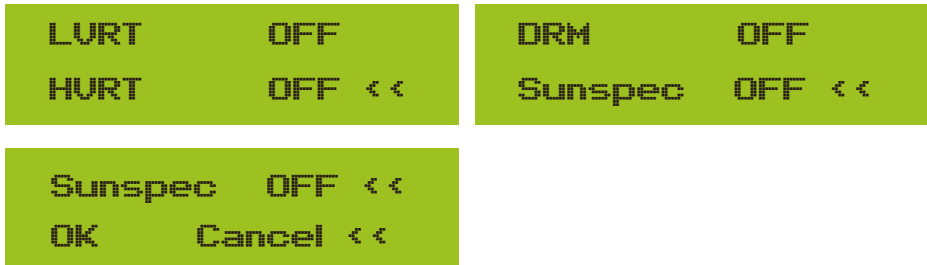 LVRT OFF
HVRT OFF <<
DRM OFF
Sunspec OFF <<
Sunspec OFF <<
OK Cancel <<